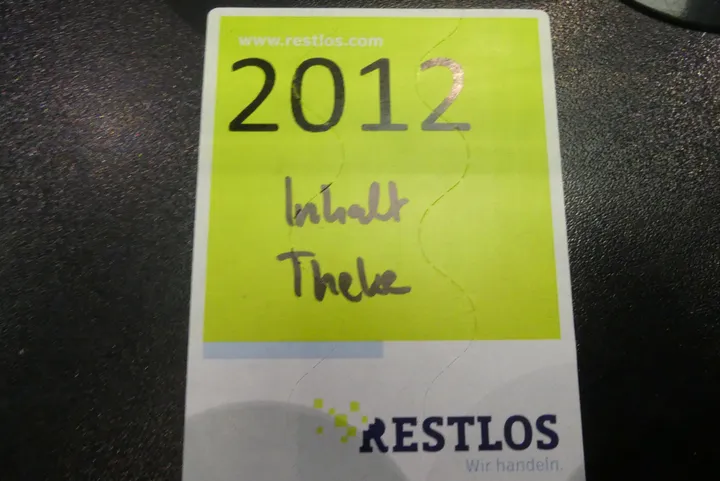 www.restlos.com
2012
Inhalt
Theke
RESTLOS
Wir handeln.